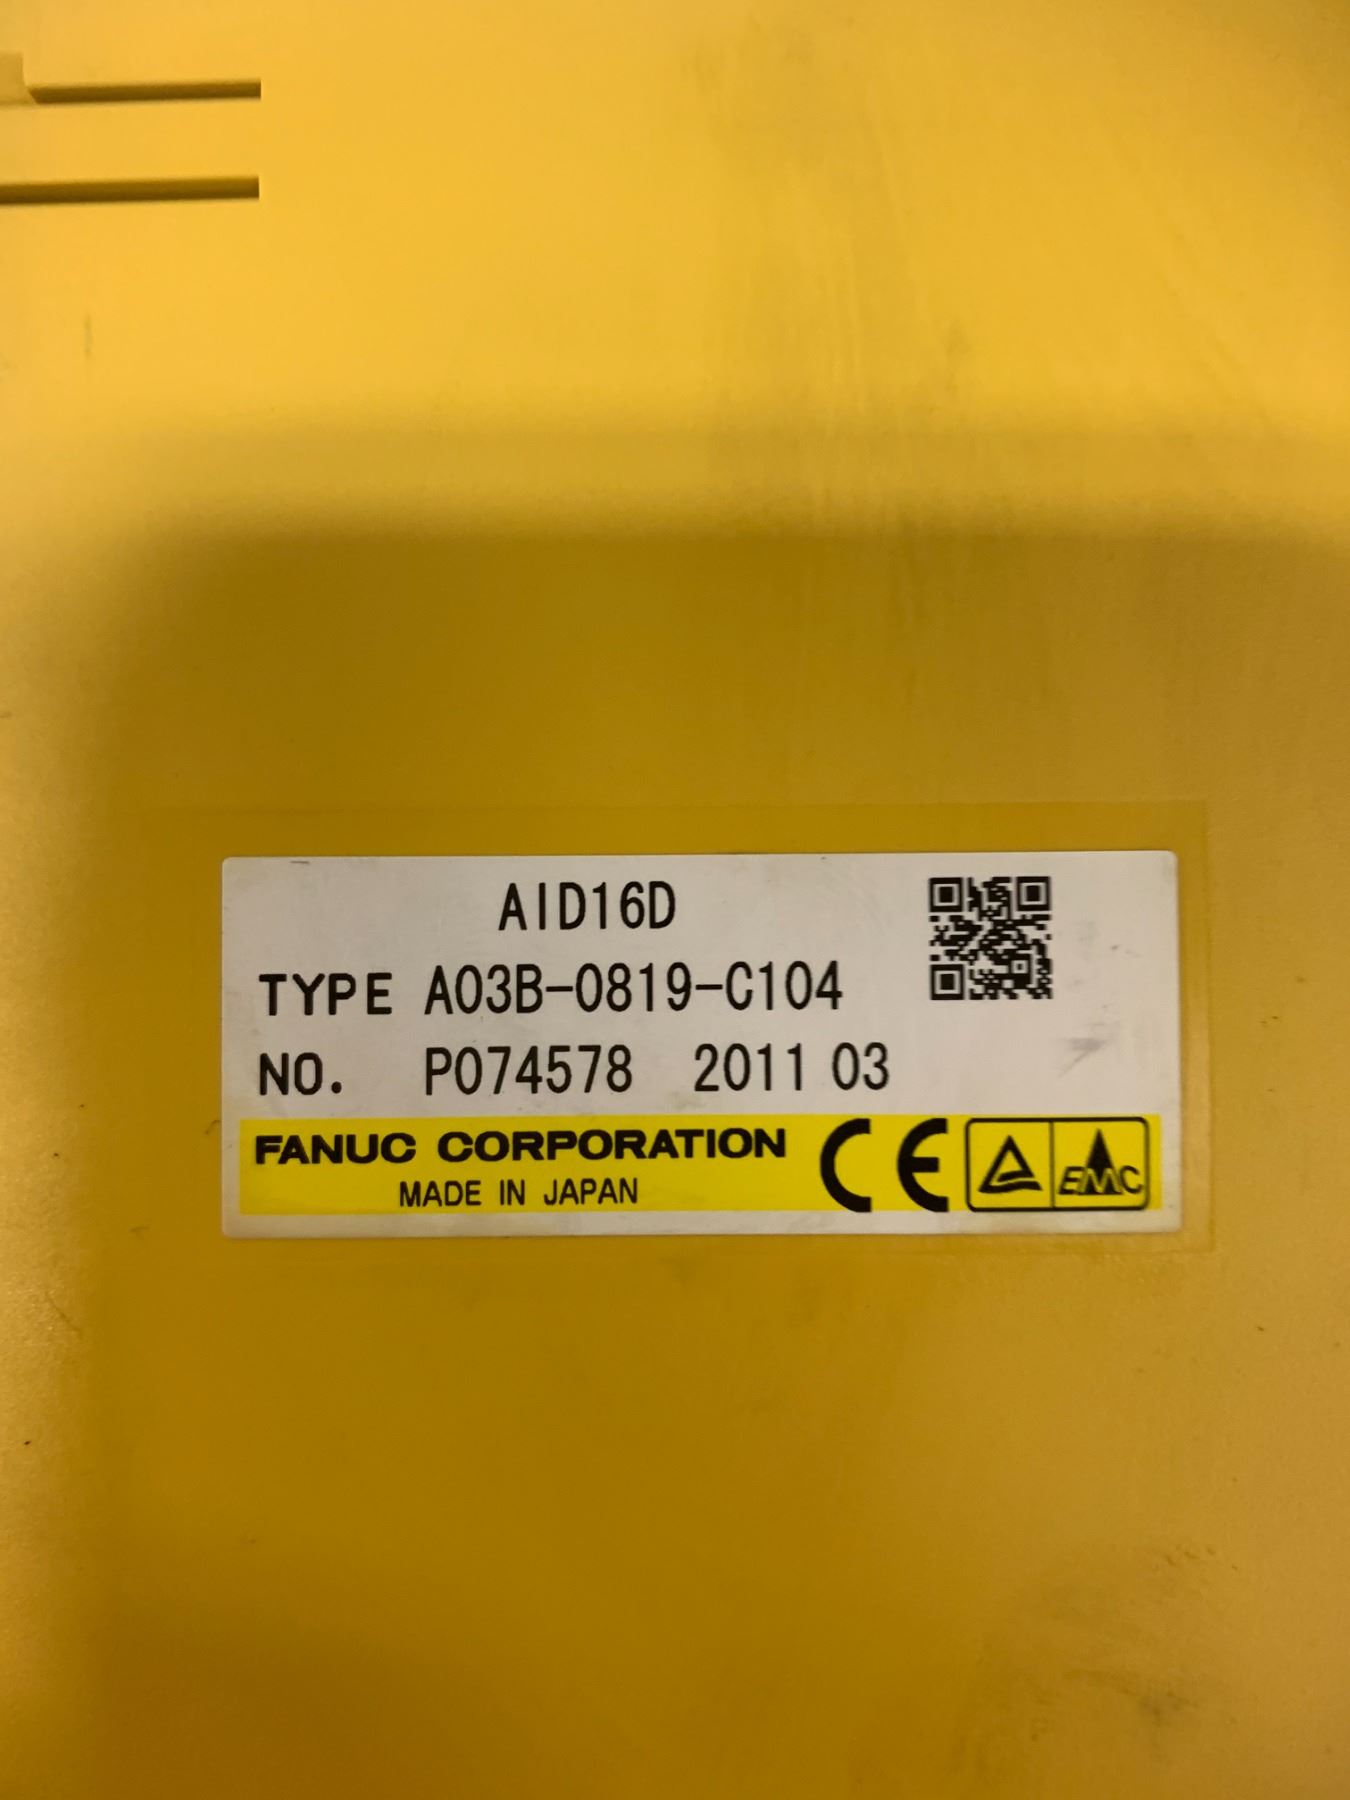 AID16D
TYPE A03B-0819-C104
NO. P074578 2011 03
FANUC CORPORATION
MADE IN JAPAN
CE
EMC